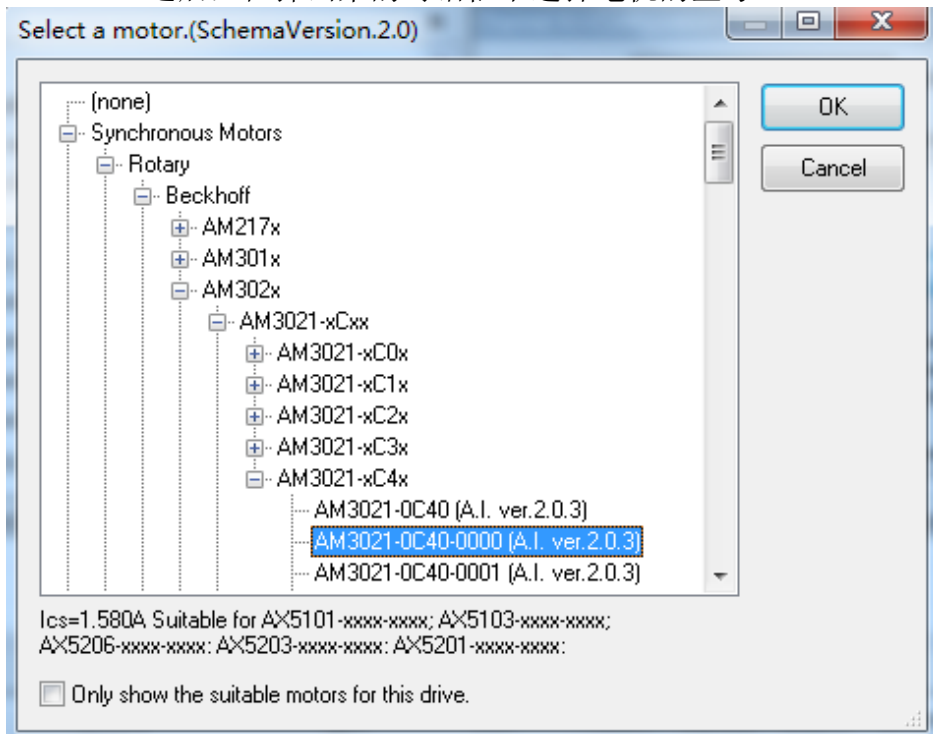 Select a motor.(SchemaVersion.2.0)
(none)
Synchronous Motors
Rotary
Beckhoff
AM217x
AM301x
AM302x
AM3021-xCxx
AM3021-xC0x
AM3021-xC1x
AM3021-xC2x
AM3021-xC3x
AM3021-xC4x
AM3021-0C40 (A.I. ver.2.0.3)
AM3021-0C40-0000 (A.I. ver.2.0.3)
AM3021-0C40-0001 (A.I. ver.2.0.3)
OK
Cancel
Ics=1.580A Suitable for AX5101-xxxx-xxxx; AX5103-xxxx-xxxx;
AX5206-xxxx-xxxx: AX5203-xxxx-xxxx: AX5201-xxxx-xxxx:
Only show the suitable motors for this drive.